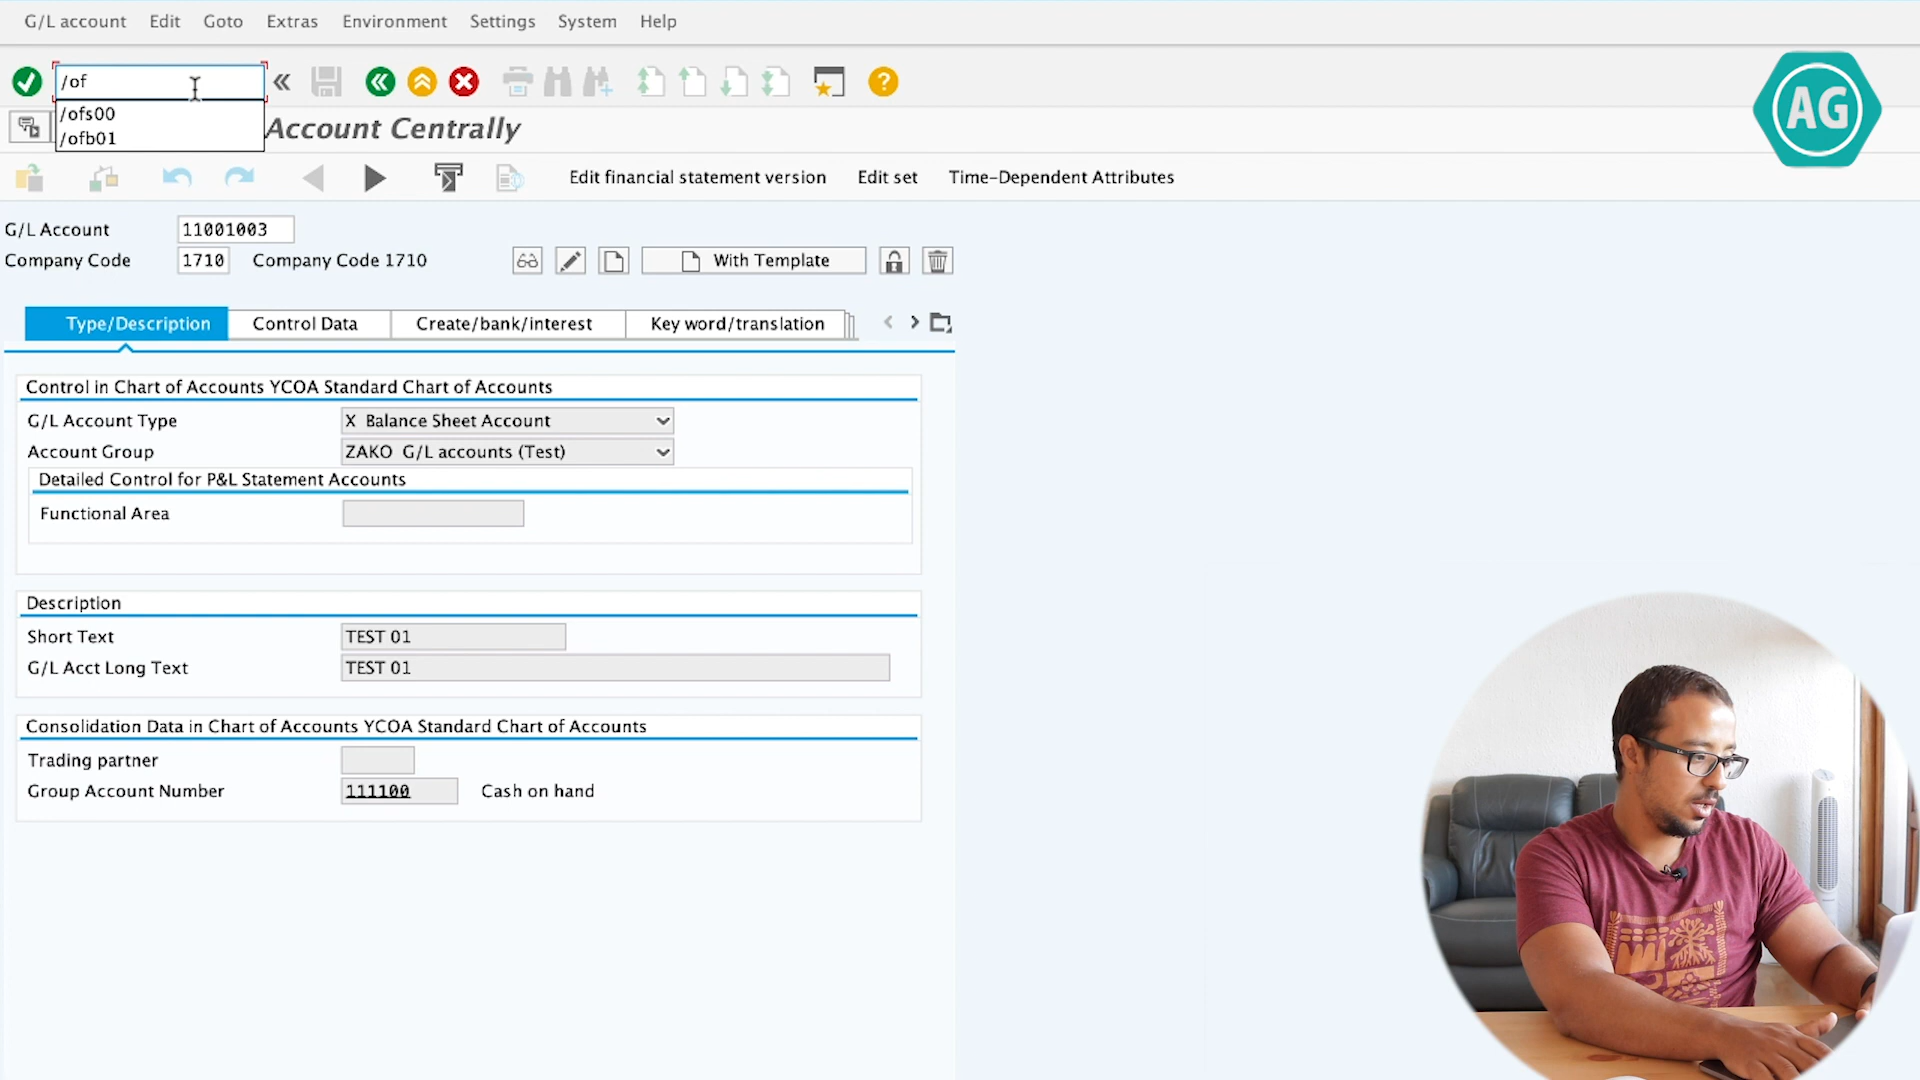 G/L account Edit Goto Extras Environment Settings System Help
/of
/ofs00
/ofb01
Account Centrally
AG
Edit financial statement version Edit set Time-Dependent Attributes
G/L Account 11001003
Company Code 1710 Company Code 1710 With Template
Type/Description Control Data Create/bank/interest Key word/translation
Control in Chart of Accounts YCOA Standard Chart of Accounts
G/L Account Type X Balance Sheet Account
Account Group ZAKO G/L accounts (Test)
Detailed Control for P&L Statement Accounts
Functional Area
Description
Short Text TEST 01
G/L Acct Long Text TEST 01
Consolidation Data in Chart of Accounts YCOA Standard Chart of Accounts
Trading partner
Group Account Number 111100 Cash on hand